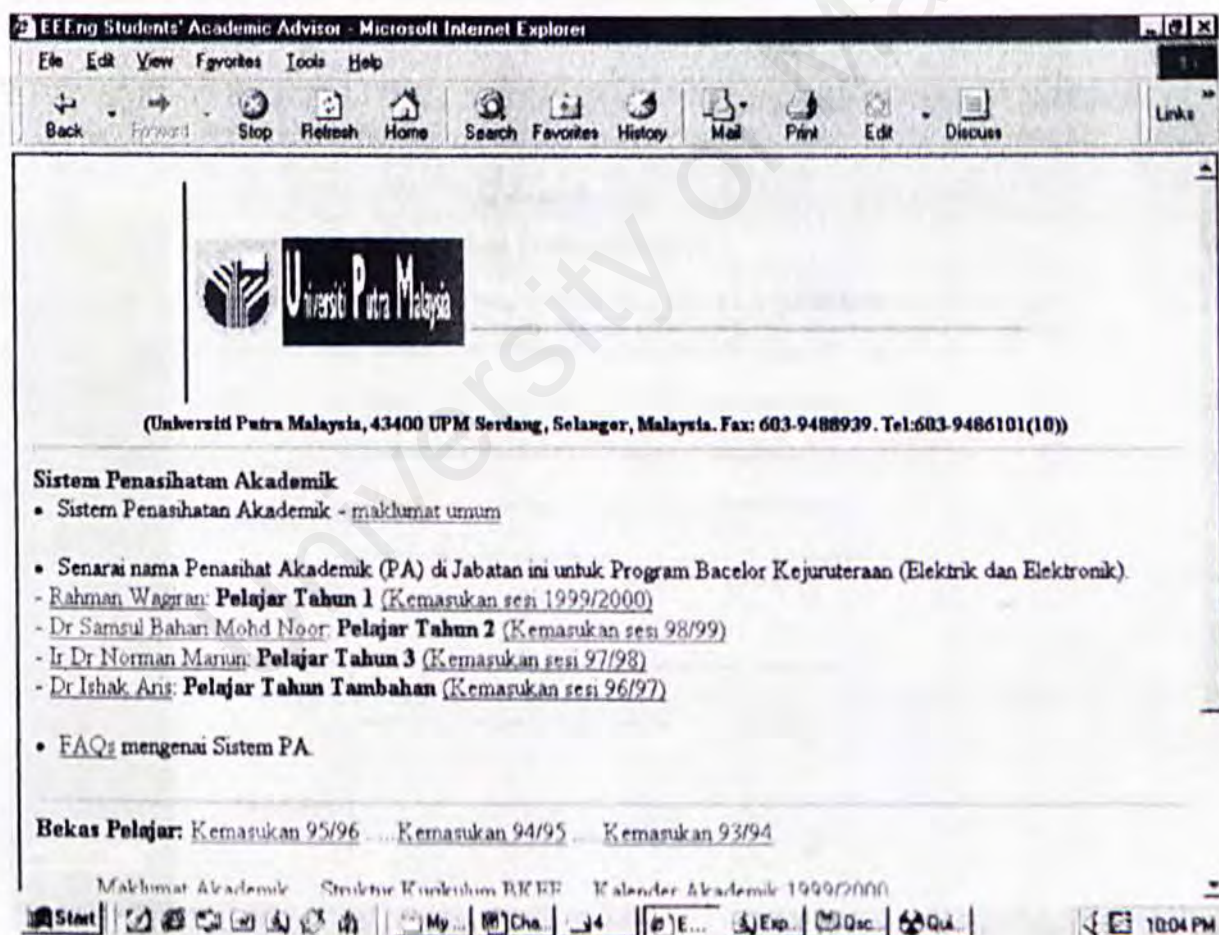 EEEng Students' Academic Advisor - Microsoft Internet Explorer
File Edit View Favorites Tools Help
Back Forward Stop Refresh Home Search Favorites History Mail Print Edit Discuss Links
Universiti Putra Malaysia
(Universiti Putra Malaysia, 43400 UPM Serdang, Selangor, Malaysia. Fax: 603-9488939. Tel:603-9486101(10))
Sistem Penasihatan Akademik
• Sistem Penasihatan Akademik - maklumat umum
• Senarai nama Penasihat Akademik (PA) di Jabatan ini untuk Program Bacelor Kejuruteraan (Elektrik dan Elektronik).
- Rahman Wagiran: Pelajar Tahun 1 (Kemasukan sesi 1999/2000)
- Dr Samsul Bahari Mohd Noor: Pelajar Tahun 2 (Kemasukan sesi 98/99)
- Ir Dr Norman Mariun: Pelajar Tahun 3 (Kemasukan sesi 97/98)
- Dr Ishak Aris: Pelajar Tahun Tambahan (Kemasukan sesi 96/97)
• FAQs mengenai Sistem PA.
Bekas Pelajar: Kemasukan 95/96 .....Kemasukan 94/95 .....Kemasukan 93/94
Maklumat Akademik Struktur Kurikulum BKEE Kalender Akademik 1999/2000
Start My ... Cha... 4 E... Exp... Osc... Qui... 10:04 PM